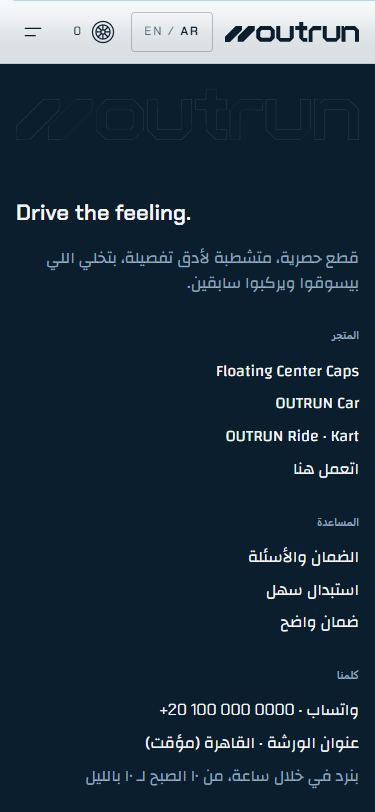 outrun
EN / AR
0
outrun
Drive the feeling.
قطع حصرية، متشطبة لأدق تفصيلة، بتخلي اللي
بيسوقوا ويركبوا سابقين.
المتجر
Floating Center Caps
OUTRUN Car
OUTRUN Ride · Kart
اتعمل هنا
المساعدة
الضمان والأسئلة
استبدال سهل
ضمان واضح
كلمنا
واتساب · 0000 000 100 20+
عنوان الورشة · القاهرة (مؤقت)
بنرد في خلال ساعة، من ١٠ الصبح لـ ١٠ بالليل